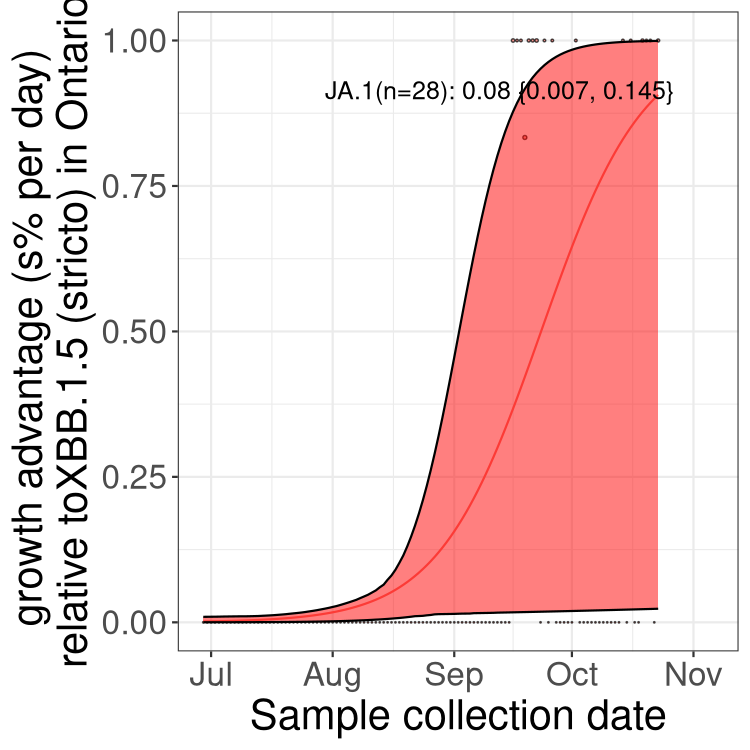 growth advantage (s% per day)
relative toXBB.1.5 (stricto) in Ontario
1.00
0.75
0.50
0.25
0.00
JA.1(n=28): 0.08 {0.007, 0.145}
Jul Aug Sep Oct Nov
Sample collection date